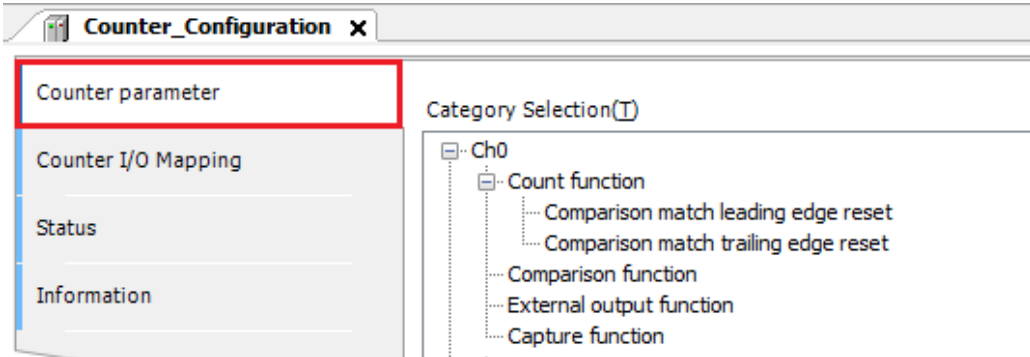 Counter_Configuration x
Counter parameter
Counter I/O Mapping
Status
Information
Category Selection(T)
Ch0
Count function
Comparison match leading edge reset
Comparison match trailing edge reset
Comparison function
External output function
Capture function